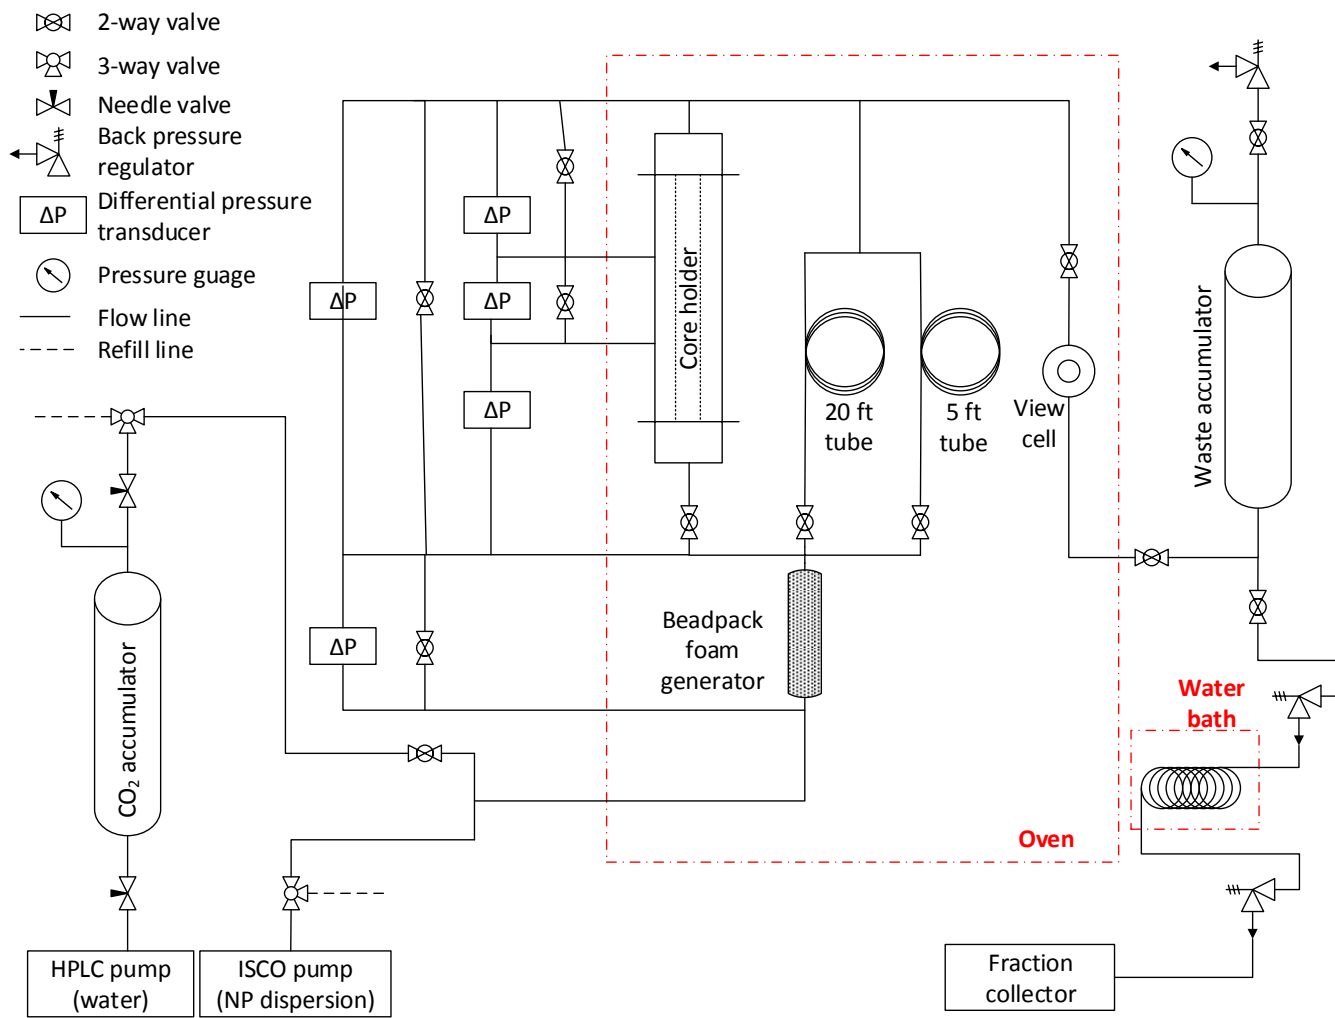 2-way valve
3-way valve
Needle valve
Back pressure
regulator
ΔP
Differential pressure
transducer
Pressure guage
Flow line
Refill line
ΔP
ΔP
ΔP
ΔP
ΔP
Core holder
20 ft
tube
5 ft
tube
View
cell
Waste accumulator
Beadpack
foam
generator
CO₂ accumulator
Water
bath
Oven
HPLC pump
(water)
ISCO pump
(NP dispersion)
Fraction
collector